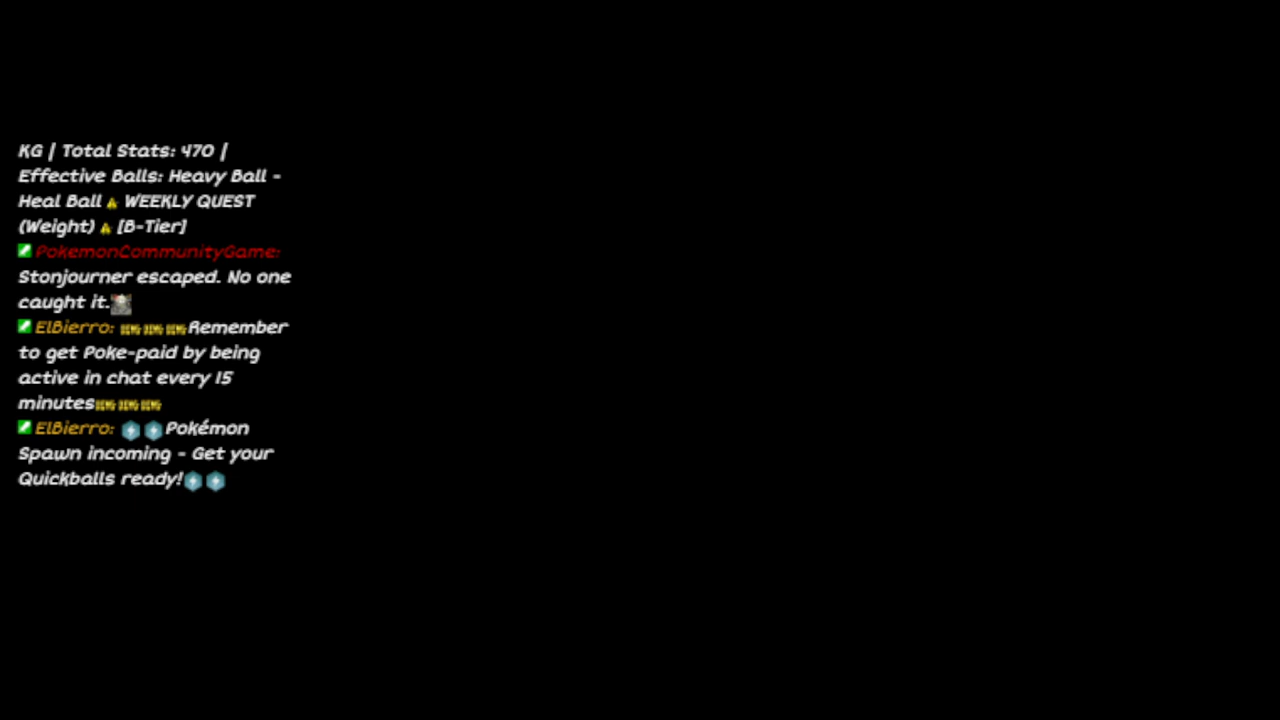 KG | Total Stats: 470 |
Effective Balls: Heavy Ball -
Heal Ball WEEKLY QUEST
(Weight) [B-Tier]
PokemonCommunityGame:
Stonjourner escaped. No one
caught it.
ElBierro: Remember
to get Poke-paid by being
active in chat every 15
minutes
ElBierro: Pokémon
Spawn incoming - Get your
Quickballs ready!